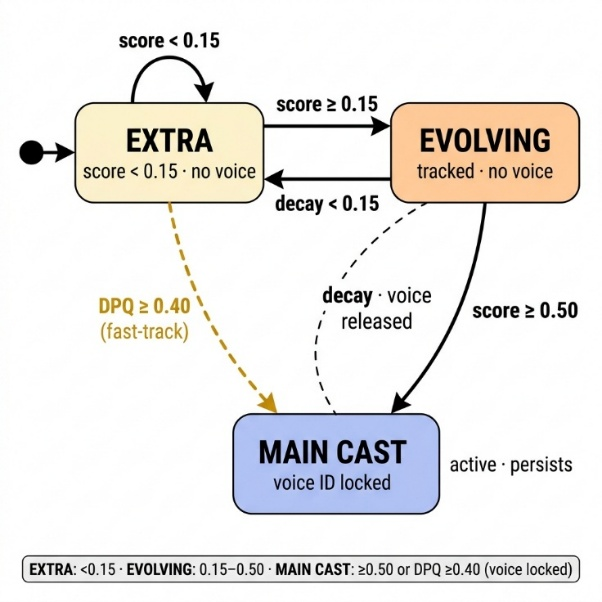 score < 0.15
EXTRA
score < 0.15 · no voice
score ≥ 0.15
decay < 0.15
EVOLVING
tracked · no voice
DPQ ≥ 0.40
(fast-track)
decay · voice
released
score ≥ 0.50
MAIN CAST
voice ID locked
active · persists
EXTRA: <0.15 · EVOLVING: 0.15–0.50 · MAIN CAST: ≥0.50 or DPQ ≥0.40 (voice locked)